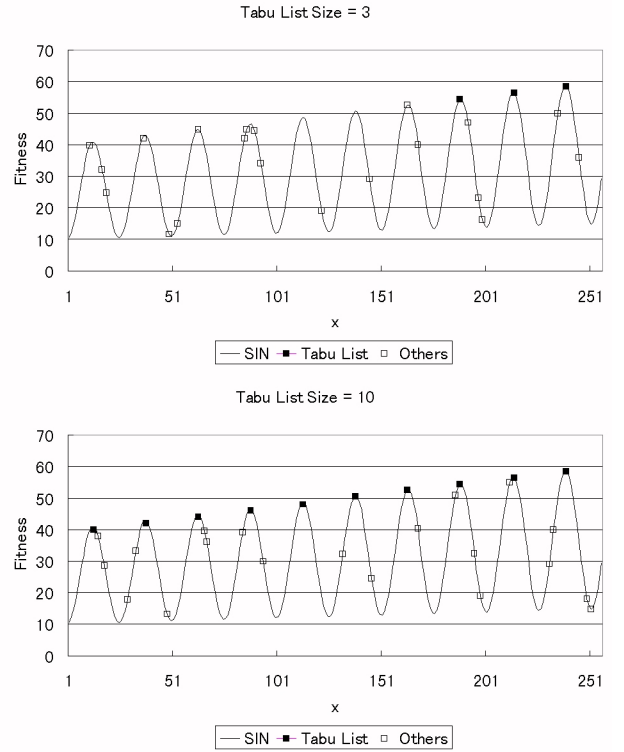 Tabu List Size = 3
70
60
50
40
30
20
10
0
Fitness
1 51 101 151 201 251
x
SIN Tabu List Others
Tabu List Size = 10
70
60
50
40
30
20
10
0
Fitness
1 51 101 151 201 251
x
SIN Tabu List Others